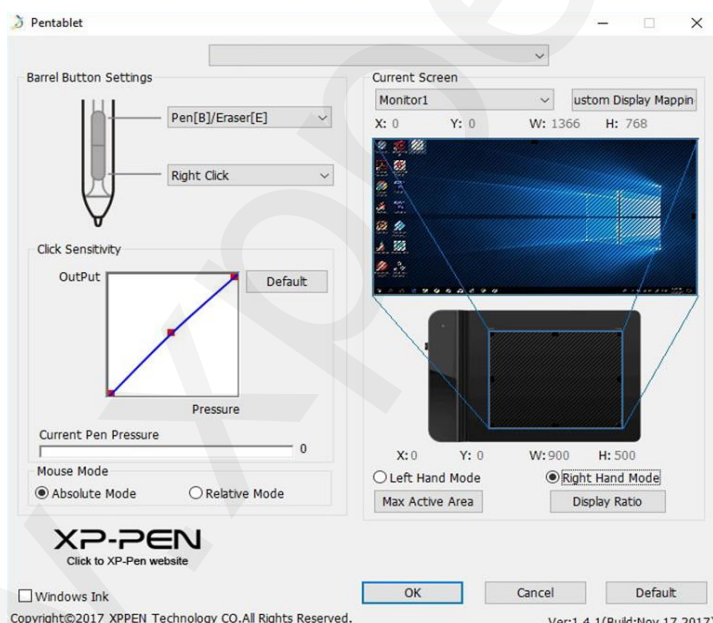 Pentablet
Barrel Button Settings
Pen[B]/Eraser[E]
Right Click
Click Sensitivity
OutPut
Default
Pressure
Current Pen Pressure
0
Mouse Mode
Absolute Mode
Relative Mode
XP-PEN
Click to XP-Pen website
Windows Ink
Copyright©2017 XPPEN Technology CO.All Rights Reserved.
Current Screen
Monitor1
ustom Display Mappin
X: 0 Y: 0 W: 1366 H: 768
X: 0 Y: 0 W: 900 H: 500
Left Hand Mode
Right Hand Mode
Max Active Area
Display Ratio
OK
Cancel
Default
Ver:1.4.1(Build:Nov 17 2017)